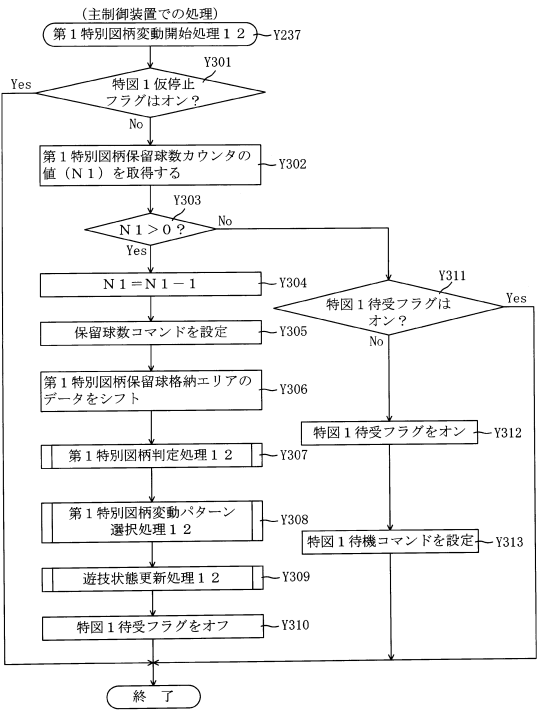 （主制御装置での処理）
第１特別図柄変動開始処理１２
Y237
特図１仮停止
フラグはオン？
Y301
Yes
No
第１特別図柄保留球数カウンタの
値（Ｎ１）を取得する
Y302
Ｎ１＞０？
Y303
No
Yes
Ｎ１＝Ｎ１－１
Y304
特図１待受フラグは
オン？
Y311
Yes
No
保留球数コマンドを設定
Y305
第１特別図柄保留球格納エリアの
データをシフト
Y306
特図１待受フラグをオン
Y312
第１特別図柄判定処理１２
Y307
第１特別図柄変動パターン
選択処理１２
Y308
特図１待機コマンドを設定
Y313
遊技状態更新処理１２
Y309
特図１待受フラグをオフ
Y310
終　了